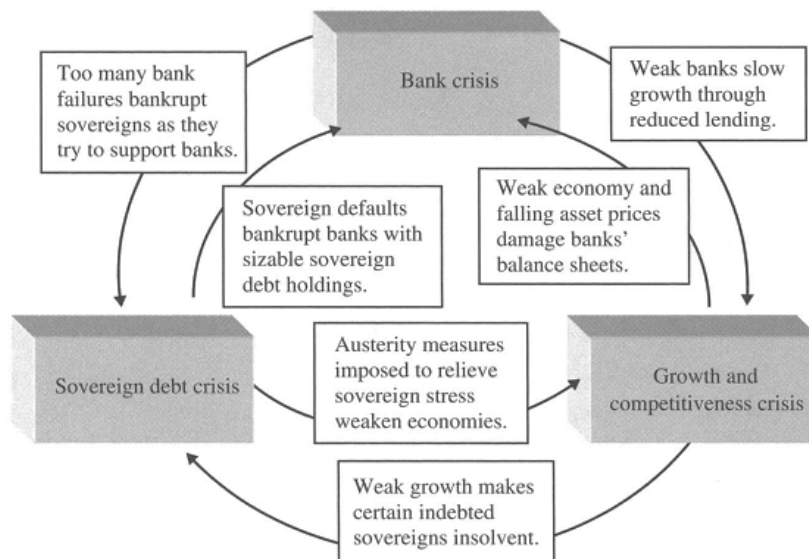 Bank crisis
Too many bank
failures bankrupt
sovereigns as they
try to support banks.
Weak banks slow
growth through
reduced lending.
Sovereign defaults
bankrupt banks with
sizable sovereign
debt holdings.
Weak economy and
falling asset prices
damage banks'
balance sheets.
Sovereign debt crisis
Austerity measures
imposed to relieve
sovereign stress
weaken economies.
Growth and
competitiveness crisis
Weak growth makes
certain indebted
sovereigns insolvent.